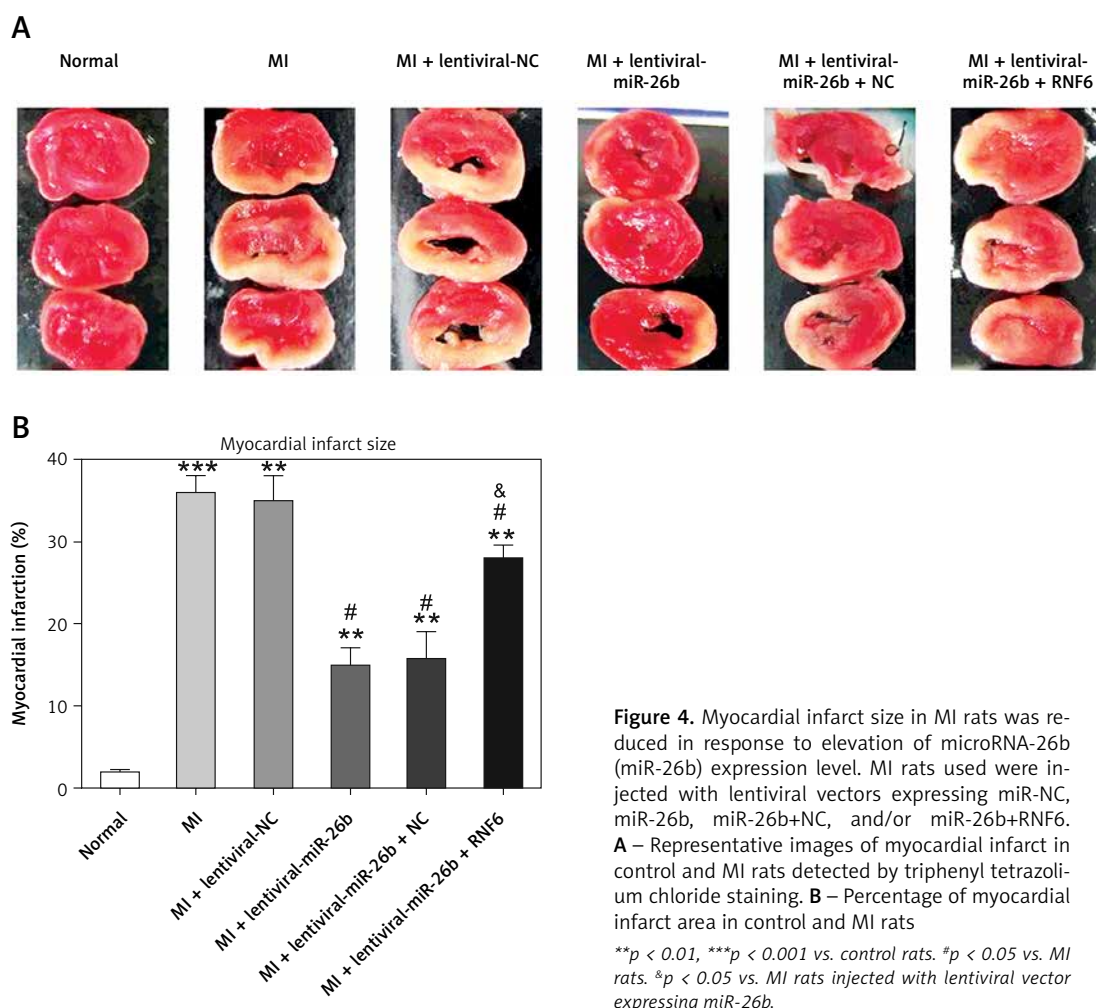 A
Normal
MI
MI + lentiviral-NC
MI + lentiviral-
miR-26b
MI + lentiviral-
miR-26b + NC
MI + lentiviral-
miR-26b + RNF6
B
Myocardial infarct size
Myocardial infarction (%)
40
30
20
10
0
***
**
#
**
#
**
&
#
**
Normal
MI
MI + lentiviral-NC
MI + lentiviral-miR-26b
MI + lentiviral-miR-26b + NC
MI + lentiviral-miR-26b + RNF6
Figure 4. Myocardial infarct size in MI rats was re-
duced in response to elevation of microRNA-26b
(miR-26b) expression level. MI rats used were in-
jected with lentiviral vectors expressing miR-NC,
miR-26b, miR-26b+NC, and/or miR-26b+RNF6.
A – Representative images of myocardial infarct in
control and MI rats detected by triphenyl tetrazoli-
um chloride staining. B – Percentage of myocardial
infarct area in control and MI rats
**p < 0.01, ***p < 0.001 vs. control rats. #p < 0.05 vs. MI
rats. &p < 0.05 vs. MI rats injected with lentiviral vector
expressing miR-26b.